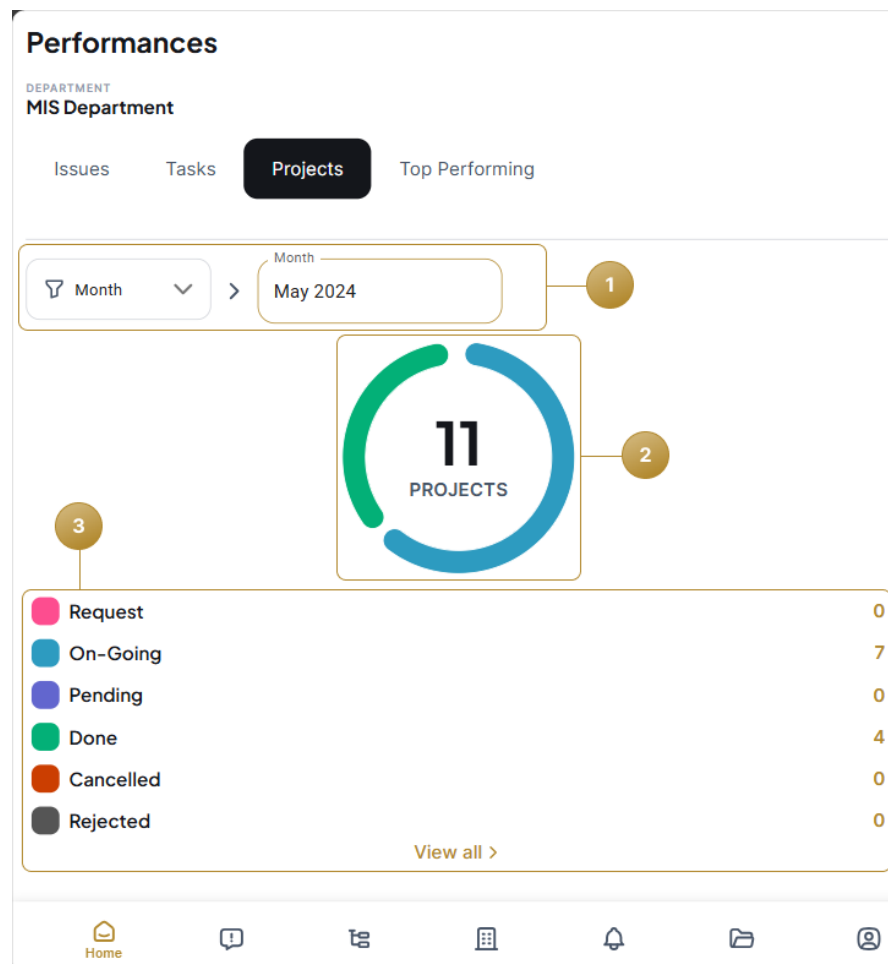 Performances
DEPARTMENT
MIS Department
Issues Tasks Projects Top Performing
Month
Month > May 2024
1
11
PROJECTS
2
3
Request 0
On-Going 7
Pending 0
Done 4
Cancelled 0
Rejected 0
View all >
Home